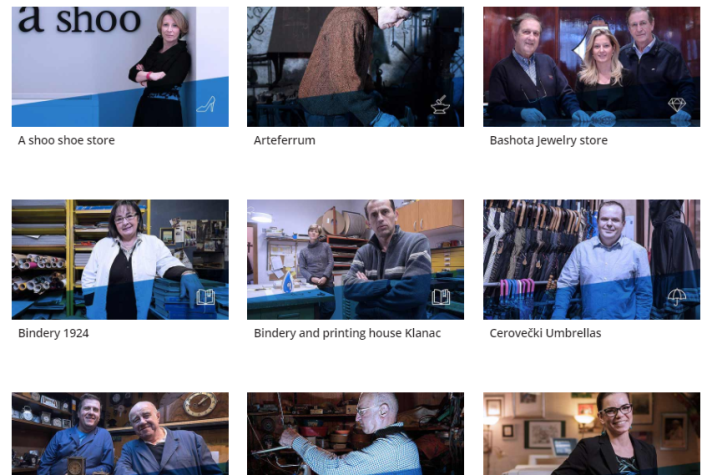 a shoo
A shoo shoe store
Arteferrum
Bashota Jewelry store
Bindery 1924
Bindery and printing house Klanac
Cerovečki Umbrellas